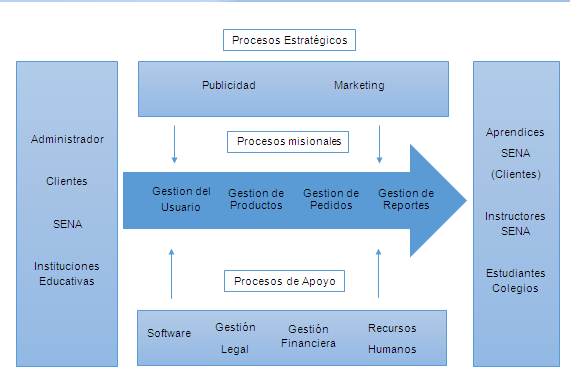 Procesos Estratégicos
Publicidad
Marketing
Procesos misionales
Administrador
Clientes
SENA
Instituciones
Educativas
Gestion del
Usuario
Gestion de
Productos
Gestion de
Pedidos
Gestion de
Reportes
Aprendices
SENA
(Clientes)
Instructores
SENA
Estudiantes
Colegios
Procesos de Apoyo
Software
Gestión
Legal
Gestión
Financiera
Recursos
Humanos